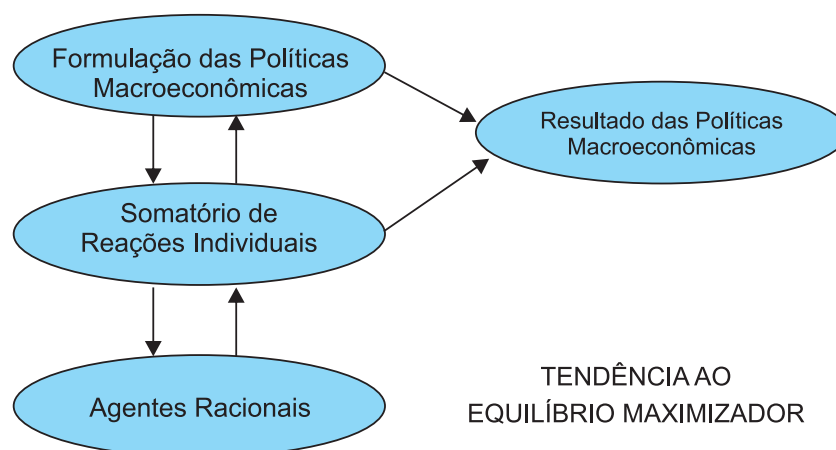 Formulação das Políticas
Macroeconômicas
Resultado das Políticas
Macroeconômicas
Somatório de
Reações Individuais
Agentes Racionais
TENDÊNCIA AO
EQUILÍBRIO MAXIMIZADOR